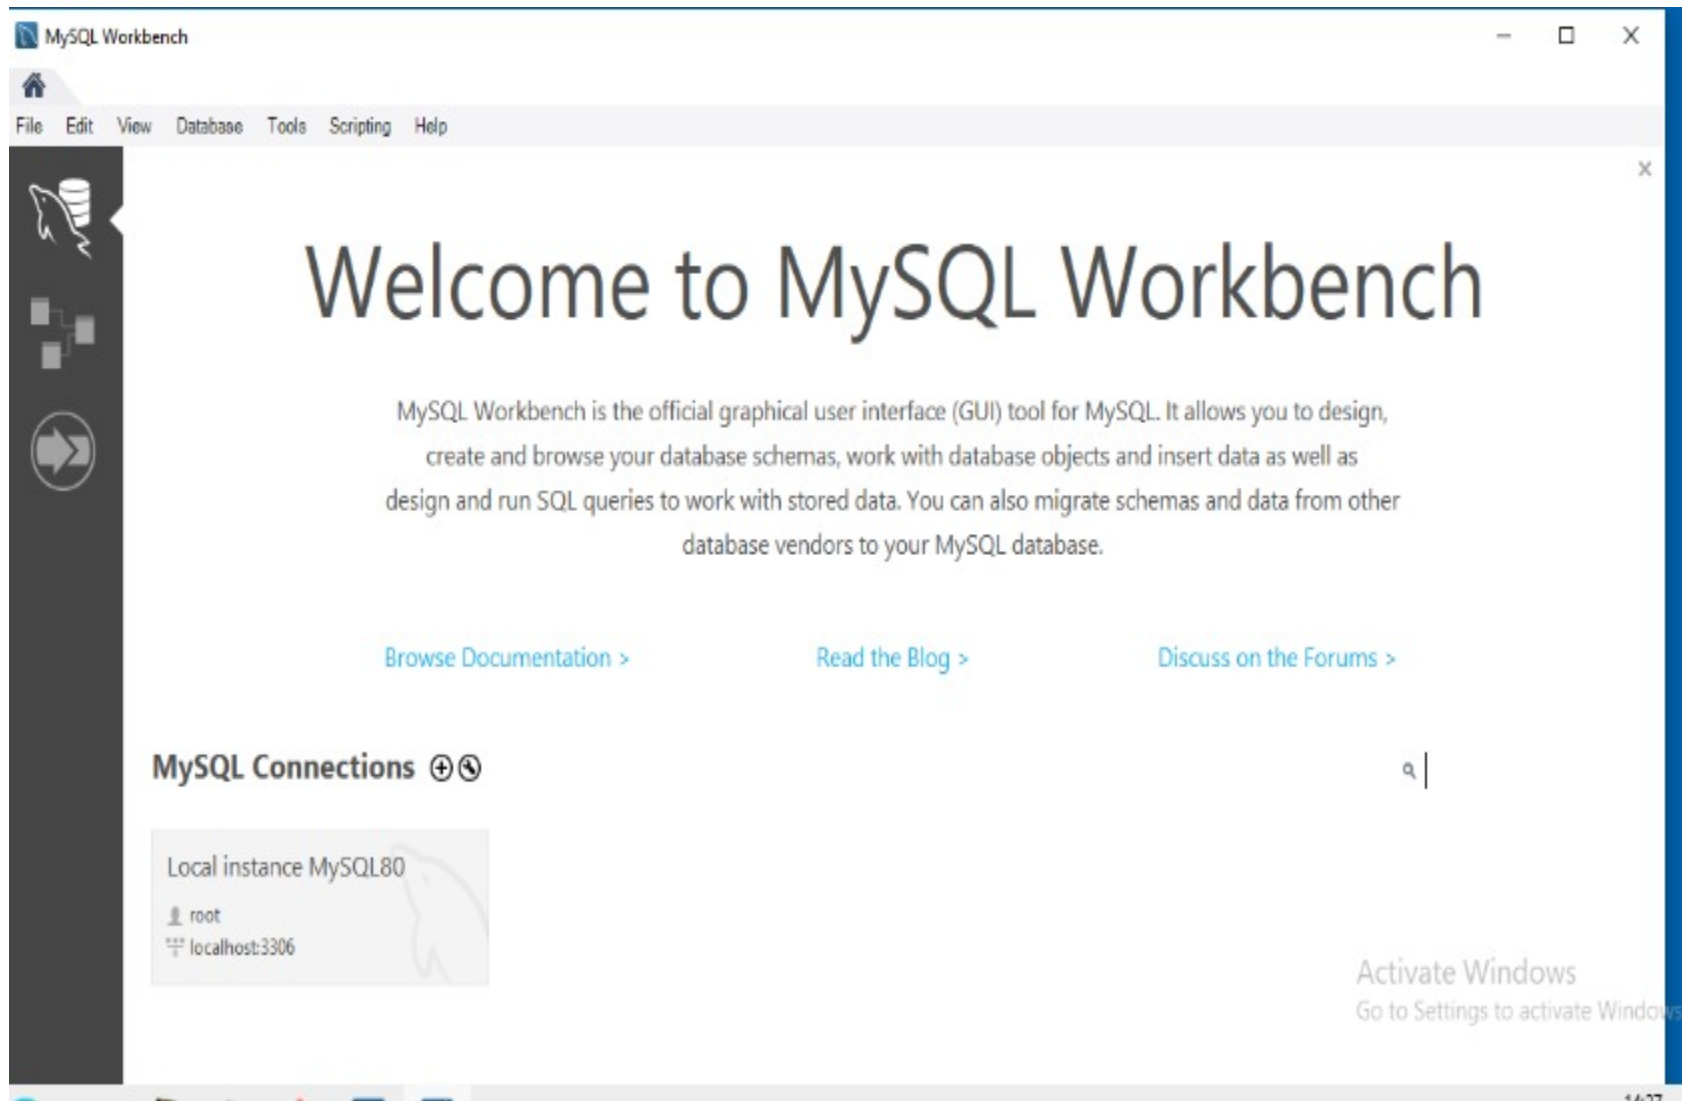 MySQL Workbench
File Edit View Database Tools Scripting Help
Welcome to MySQL Workbench
MySQL Workbench is the official graphical user interface (GUI) tool for MySQL. It allows you to design,
create and browse your database schemas, work with database objects and insert data as well as
design and run SQL queries to work with stored data. You can also migrate schemas and data from other
database vendors to your MySQL database.
Browse Documentation > Read the Blog > Discuss on the Forums >
MySQL Connections
Local instance MySQL80
root
localhost:3306
Activate Windows
Go to Settings to activate Windows